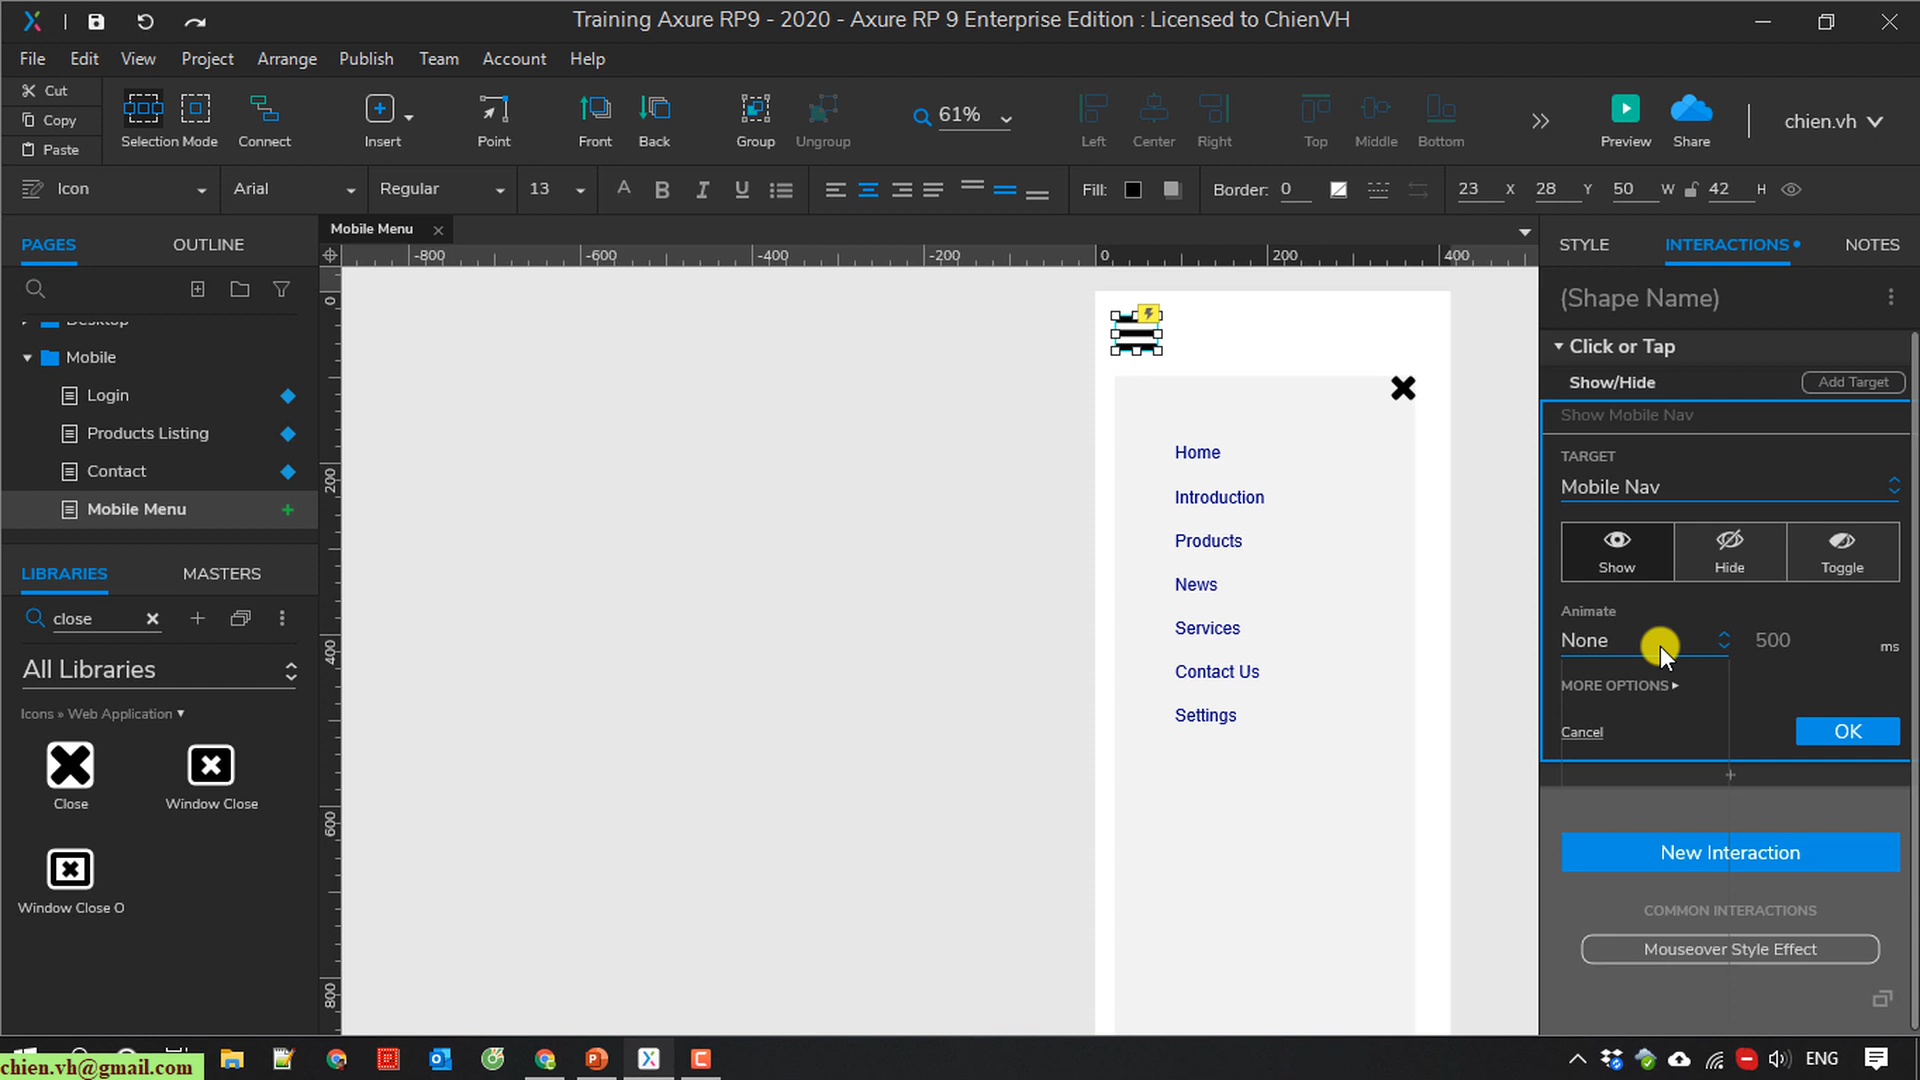 Training Axure RP9 - 2020 - Axure RP 9 Enterprise Edition : Licensed to ChienVH
File Edit View Project Arrange Publish Team Account Help
Cut
Copy
Paste
Selection Mode
Connect
Insert
Point
Front
Back
Group
Ungroup
61%
Left
Center
Right
Top
Middle
Bottom
Preview
Share
chien.vh
Icon
Arial
Regular
13
Fill:
Border: 0
23 X 28 Y 50 W 42 H
PAGES
OUTLINE
Desktop
Mobile
Login
Products Listing
Contact
Mobile Menu
LIBRARIES
MASTERS
close
All Libraries
Icons » Web Application
Close
Window Close
Window Close O
Mobile Menu
-800 -600 -400 -200 0 200 400
0
200
400
600
800
Home
Introduction
Products
News
Services
Contact Us
Settings
STYLE
INTERACTIONS
NOTES
(Shape Name)
Click or Tap
Show/Hide
Add Target
Show Mobile Nav
TARGET
Mobile Nav
Show
Hide
Toggle
Animate
None
500 ms
MORE OPTIONS
Cancel
OK
New Interaction
COMMON INTERACTIONS
Mouseover Style Effect
chien.vh@gmail.com
ENG